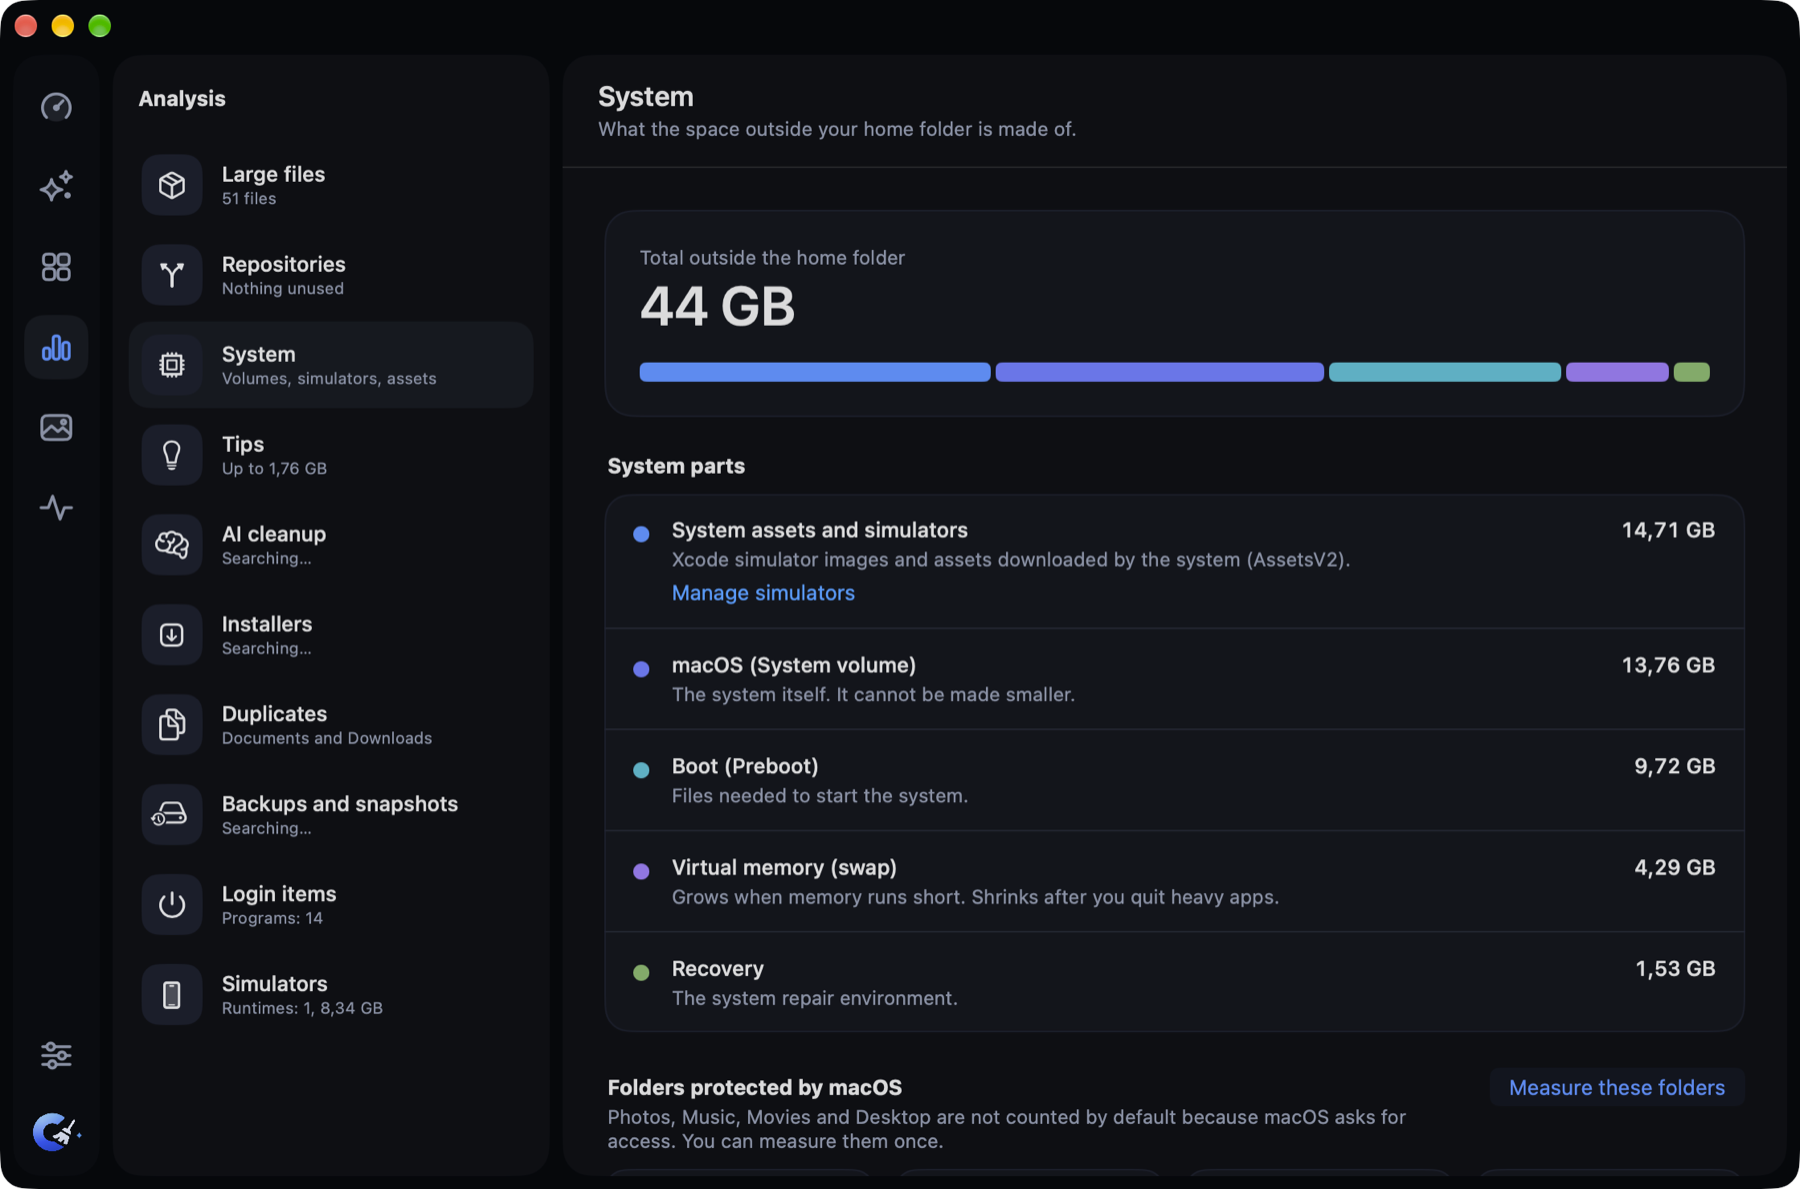 Analysis
Large files
51 files
Repositories
Nothing unused
System
Volumes, simulators, assets
Tips
Up to 1,76 GB
AI cleanup
Searching...
Installers
Searching...
Duplicates
Documents and Downloads
Backups and snapshots
Searching...
Login items
Programs: 14
Simulators
Runtimes: 1, 8,34 GB
System
What the space outside your home folder is made of.
Total outside the home folder
44 GB
System parts
System assets and simulators
14,71 GB
Xcode simulator images and assets downloaded by the system (AssetsV2).
Manage simulators
macOS (System volume)
13,76 GB
The system itself. It cannot be made smaller.
Boot (Preboot)
9,72 GB
Files needed to start the system.
Virtual memory (swap)
4,29 GB
Grows when memory runs short. Shrinks after you quit heavy apps.
Recovery
1,53 GB
The system repair environment.
Folders protected by macOS
Measure these folders
Photos, Music, Movies and Desktop are not counted by default because macOS asks for
access. You can measure them once.